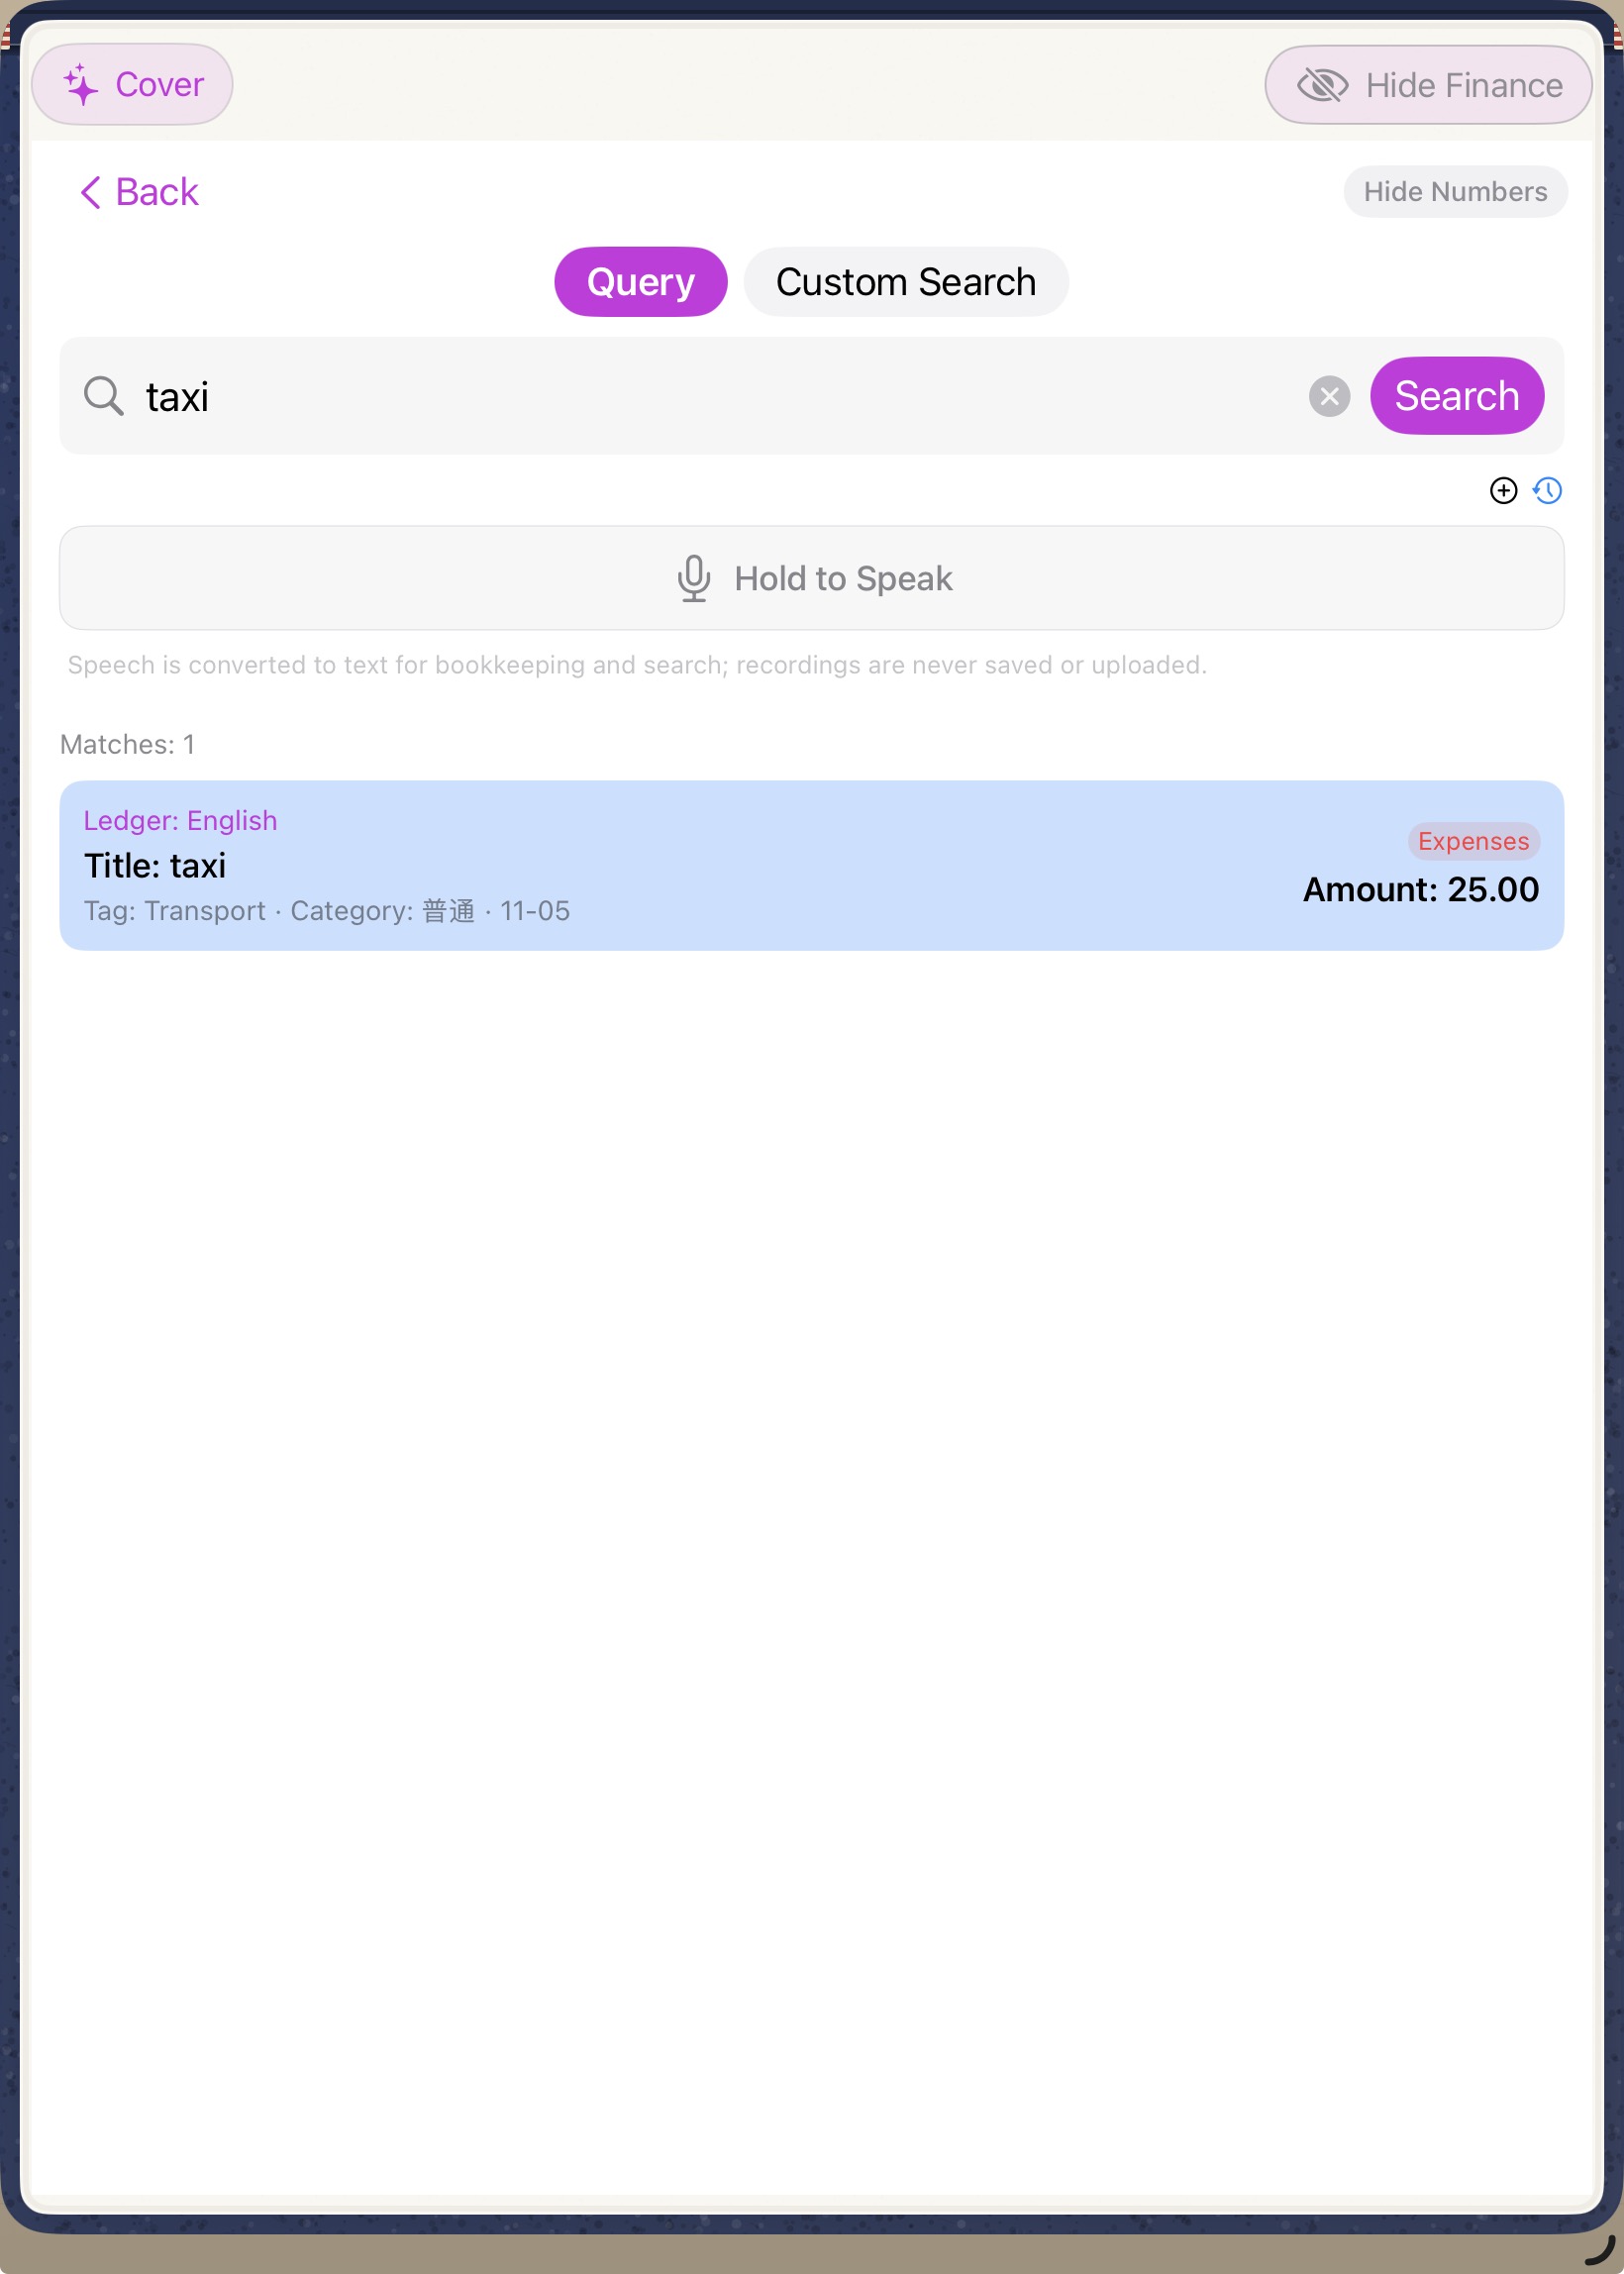 Cover
Hide Finance
Back
Hide Numbers
Query
Custom Search
taxi
Search
Hold to Speak
Speech is converted to text for bookkeeping and search; recordings are never saved or uploaded.
Matches: 1
Ledger: English
Title: taxi
Tag: Transport · Category: 普通 · 11-05
Expenses
Amount: 25.00